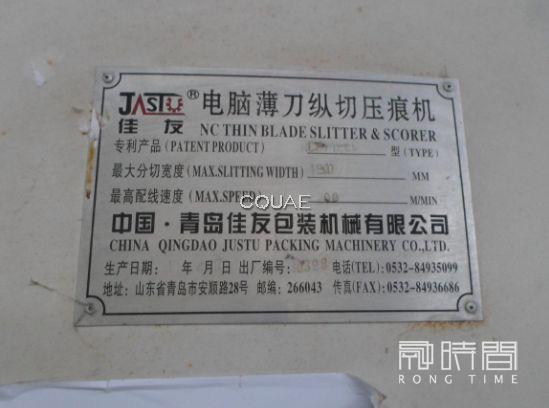 JASTU® 电脑薄刀纵切压痕机
佳友 NC THIN BLADE SLITTER & SCORER
专利产品 (PATENT PRODUCT) 型 (TYPE)
最大分切宽度 (MAX.SLITTING WIDTH) MM
最高配线速度 (MAX.SPEED) M/MIN
COUAE
中国·青岛佳友包装机械有限公司
CHINA QINGDAO JUSTU PACKING MACHINERY CO.,LTD.
生产日期: 年 月 日 出厂编号: 电话(TEL):0532-84935099
地址: 山东省青岛市安顺路28号 邮编: 266043 传真(FAX):0532-84936686
融時間
RONG TIME